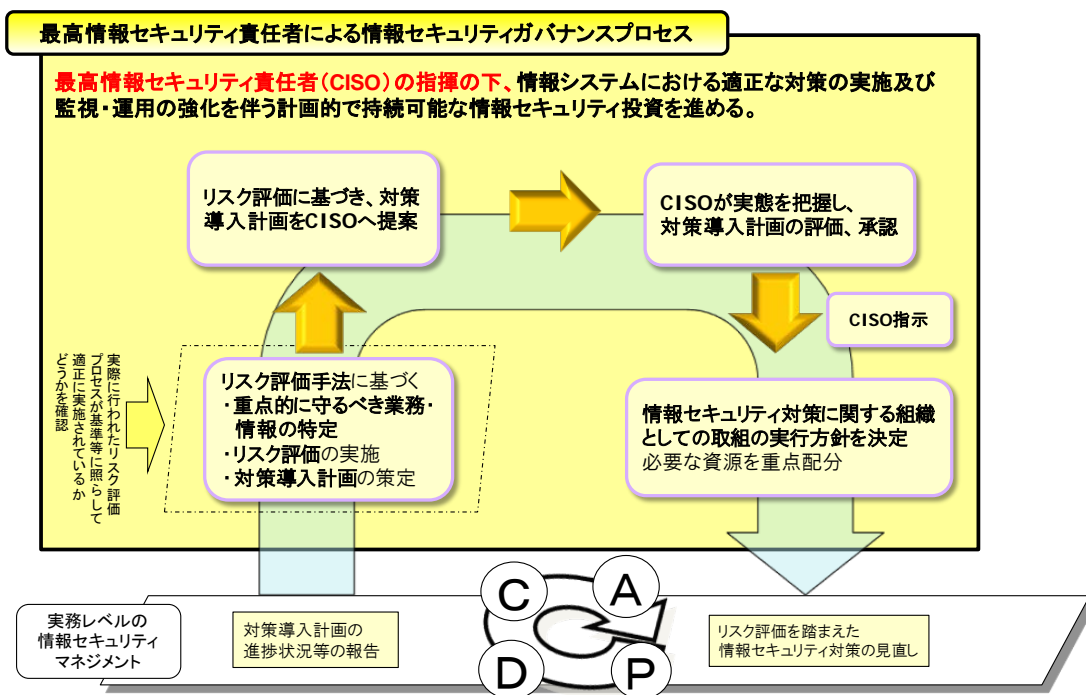 最高情報セキュリティ責任者による情報セキュリティガバナンスプロセス
最高情報セキュリティ責任者(CISO)の指揮の下、情報システムにおける適正な対策の実施及び
監視・運用の強化を伴う計画的で持続可能な情報セキュリティ投資を進める。
リスク評価に基づき、対策
導入計画をCISOへ提案
CISOが実態を把握し、
対策導入計画の評価、承認
CISO指示
実際に行われたリスク評価
プロセスが基準等に照らして
適正に実施されているか
どうかを確認
リスク評価手法に基づく
・重点的に守るべき業務・
情報の特定
・リスク評価の実施
・対策導入計画の策定
情報セキュリティ対策に関する組織
としての取組の実行方針を決定
必要な資源を重点配分
実務レベルの
情報セキュリティ
マネジメント
対策導入計画の
進捗状況等の報告
C
A
D
P
リスク評価を踏まえた
情報セキュリティ対策の見直し